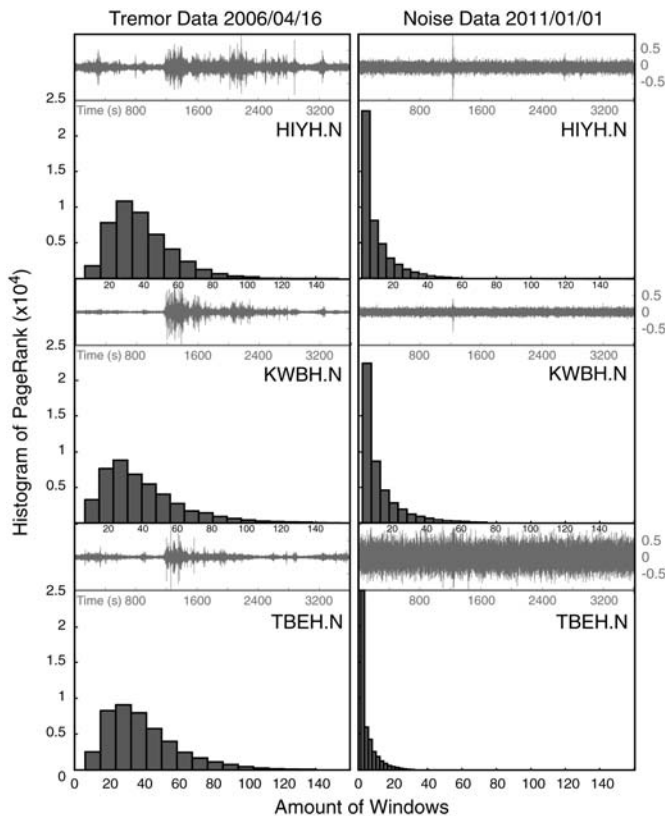 Tremor Data 2006/04/16 Noise Data 2011/01/01
0.5
0
-0.5
2.5 Time (s) 800 1600 2400 3200 800 1600 2400 3200
HIYH.N HIYH.N
2
1.5
1
0.5
20 40 60 80 100 120 140 20 40 60 80 100 120 140
0.5
0
-0.5
2.5 Time (s) 800 1600 2400 3200 800 1600 2400 3200
KWBH.N KWBH.N
2
1.5
1
0.5
20 40 60 80 100 120 140 20 40 60 80 100 120 140
0.5
0
-0.5
2.5 Time (s) 800 1600 2400 3200 800 1600 2400 3200
TBEH.N TBEH.N
2
1.5
1
0.5
0
0 20 40 60 80 100 120 140 0 20 40 60 80 100 120 140
Histogram of PageRank (x10⁴)
Amount of Windows